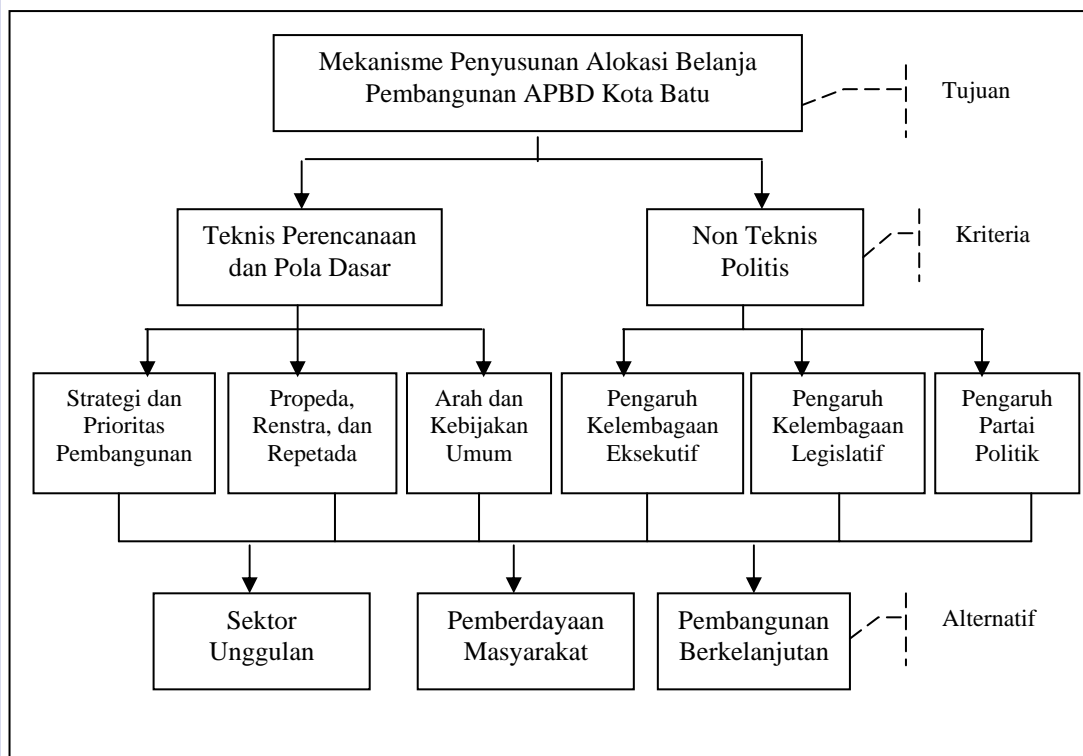 Mekanisme Penyusunan Alokasi Belanja
Pembangunan APBD Kota Batu
Tujuan
Teknis Perencanaan
dan Pola Dasar
Non Teknis
Politis
Kriteria
Strategi dan
Prioritas
Pembangunan
Propeda,
Renstra, dan
Repetada
Arah dan
Kebijakan
Umum
Pengaruh
Kelembagaan
Eksekutif
Pengaruh
Kelembagaan
Legislatif
Pengaruh
Partai
Politik
Sektor
Unggulan
Pemberdayaan
Masyarakat
Pembangunan
Berkelanjutan
Alternatif